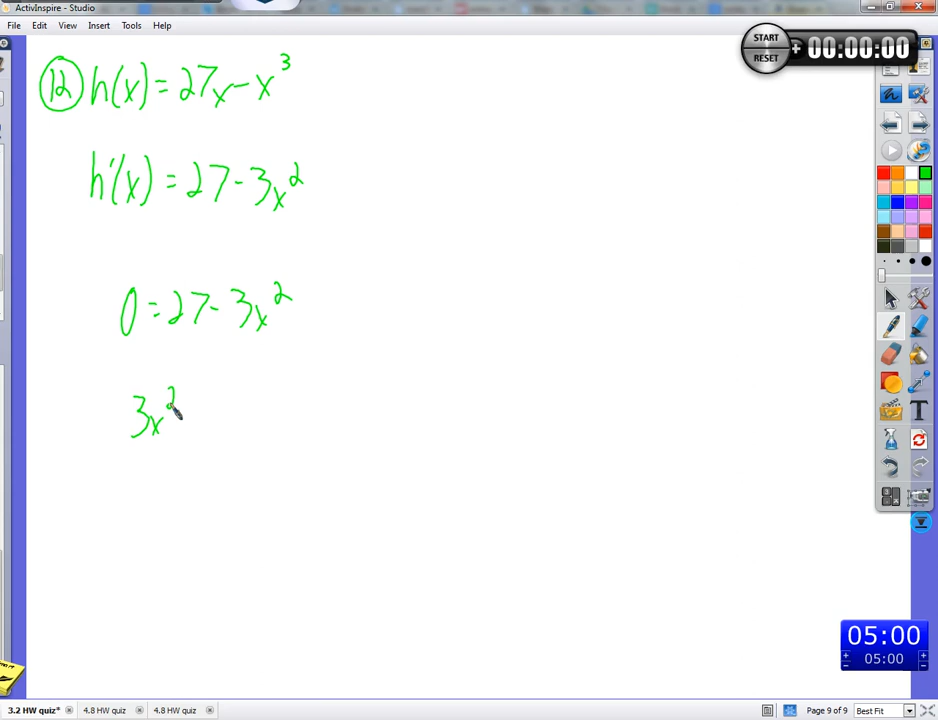 ActivInspire - Studio
File Edit View Insert Tools Help
START
RESET
00:00:00
12 h(x) = 27x - x³
h'(x) = 27 - 3x²
0 = 27 - 3x²
3x²
T
05:00
05:00
3.2 HW quiz* 4.8 HW quiz 4.8 HW quiz
Page 9 of 9 Best Fit